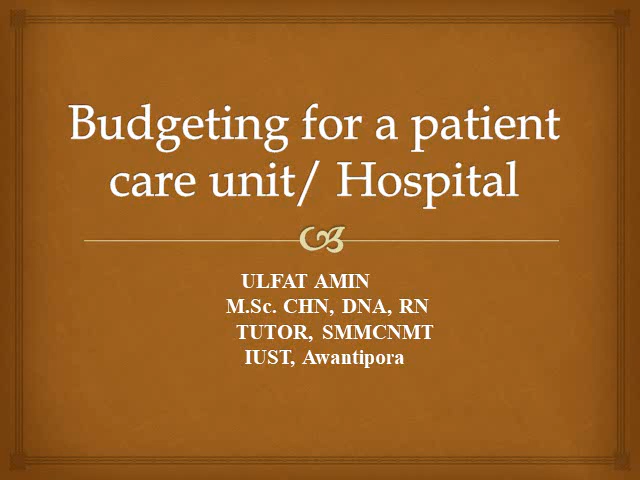 Budgeting for a patient
care unit/ Hospital
ULFAT AMIN
M.Sc. CHN, DNA, RN
TUTOR, SMMCNMT
IUST, Awantipora